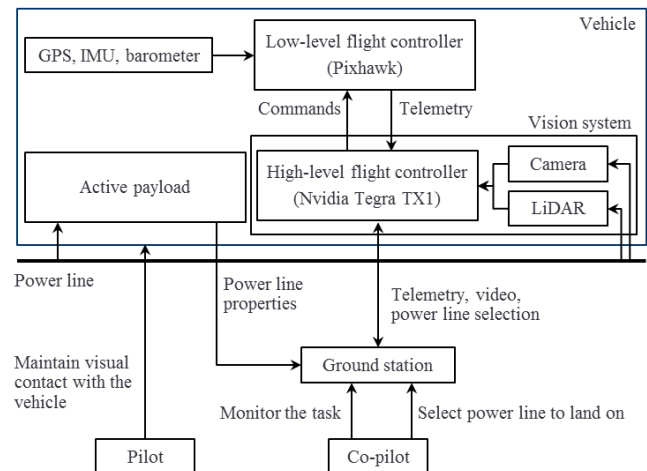 Vehicle
GPS, IMU, barometer
Low-level flight controller
(Pixhawk)
Commands
Telemetry
Vision system
Active payload
High-level flight controller
(Nvidia Tegra TX1)
Camera
LiDAR
Power line
Power line
properties
Telemetry, video,
power line selection
Maintain visual
contact with the
vehicle
Ground station
Monitor the task
Select power line to land on
Pilot
Co-pilot